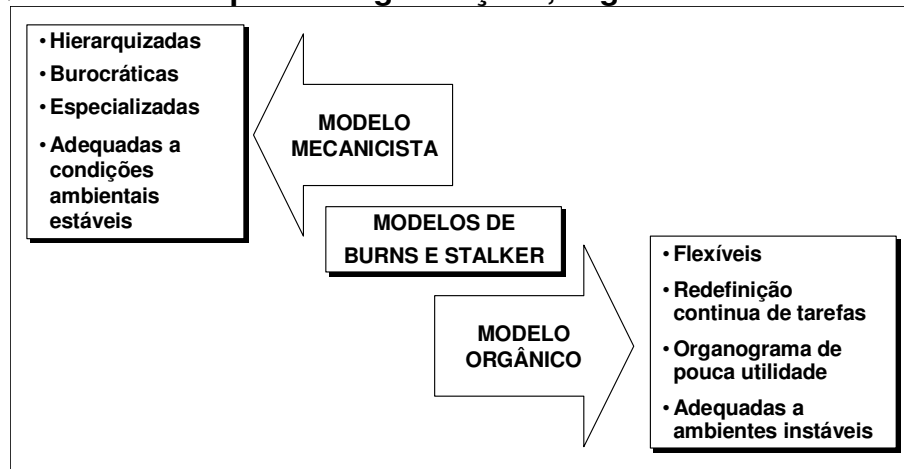 • Hierarquizadas
• Burocráticas
• Especializadas
• Adequadas a
condições
ambientais
estáveis
MODELO
MECANICISTA
MODELOS DE
BURNS E STALKER
MODELO
ORGÂNICO
• Flexíveis
• Redefinição
continua de tarefas
• Organograma de
pouca utilidade
• Adequadas a
ambientes instáveis